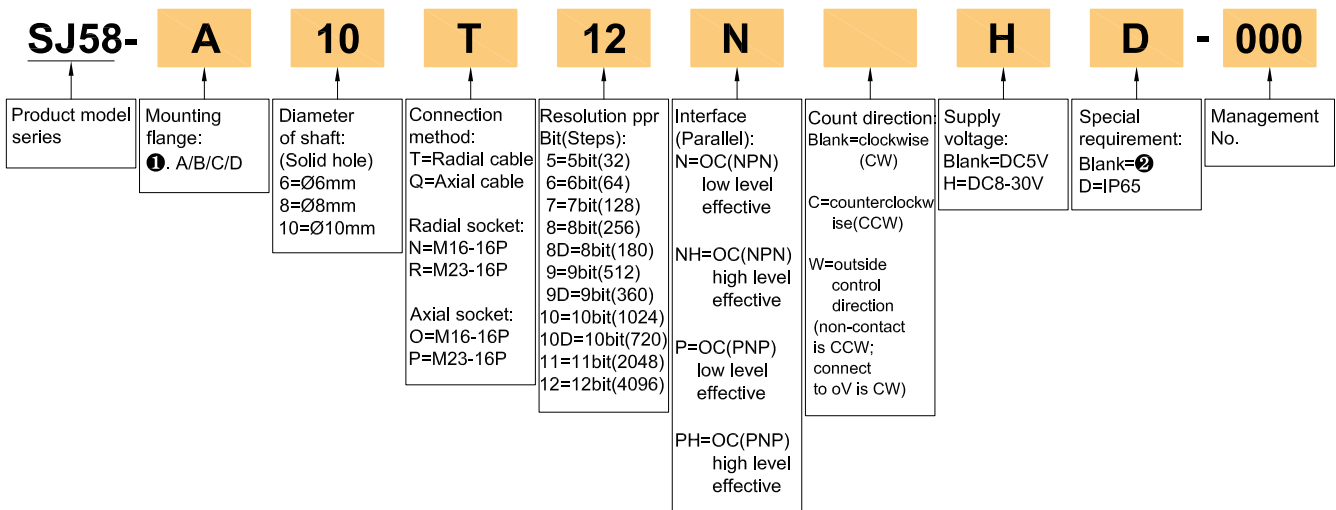 SJ58- A 10 T 12 N H D - 000
Product model
series
Mounting
flange:
❶. A/B/C/D
Diameter
of shaft:
(Solid hole)
6=Ø6mm
8=Ø8mm
10=Ø10mm
Connection
method:
T=Radial cable
Q=Axial cable
Radial socket:
N=M16-16P
R=M23-16P
Axial socket:
O=M16-16P
P=M23-16P
Resolution ppr
Bit(Steps):
5=5bit(32)
6=6bit(64)
7=7bit(128)
8=8bit(256)
8D=8bit(180)
9=9bit(512)
9D=9bit(360)
10=10bit(1024)
10D=10bit(720)
11=11bit(2048)
12=12bit(4096)
Interface
(Parallel):
N=OC(NPN)
low level
effective
NH=OC(NPN)
high level
effective
P=OC(PNP)
low level
effective
PH=OC(PNP)
high level
effective
Count direction:
Blank=clockwise
(CW)
C=counterclockw
ise(CCW)
W=outside
control
direction
(non-contact
is CCW;
connect
to oV is CW)
Supply
voltage:
Blank=DC5V
H=DC8-30V
Special
requirement:
Blank=❷
D=IP65
Management
No.